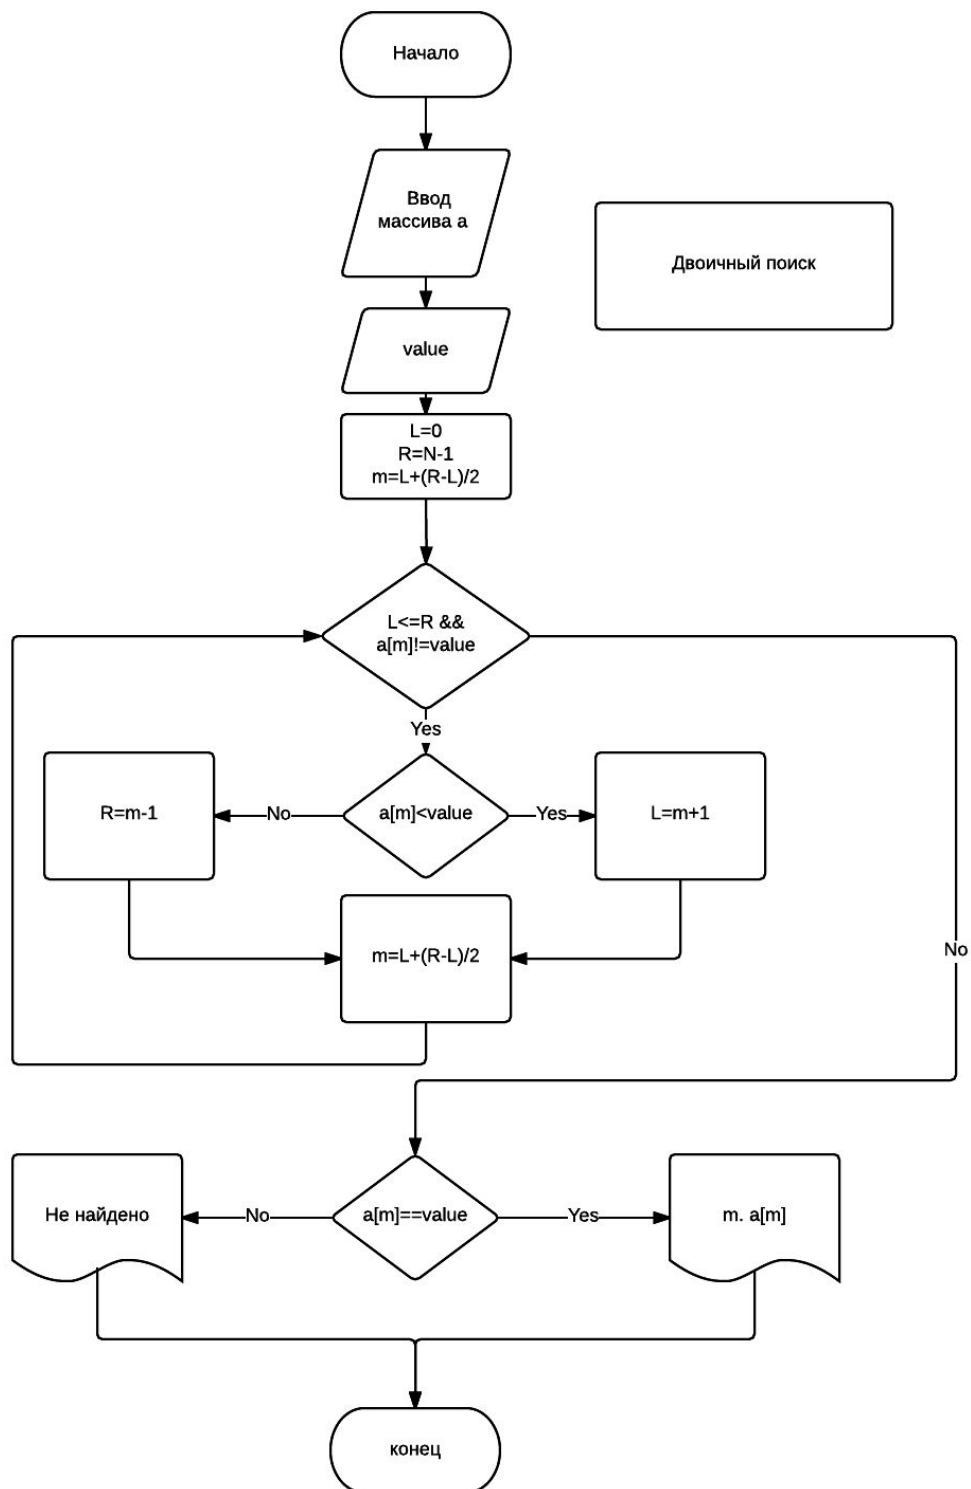 Начало
Ввод
массива a
Двоичный поиск
value
L=0
R=N-1
m=L+(R-L)/2
L<=R &&
a[m]!=value
Yes
R=m-1
No
a[m]<value
Yes
L=m+1
m=L+(R-L)/2
No
Не найдено
No
a[m]==value
Yes
m. a[m]
конец